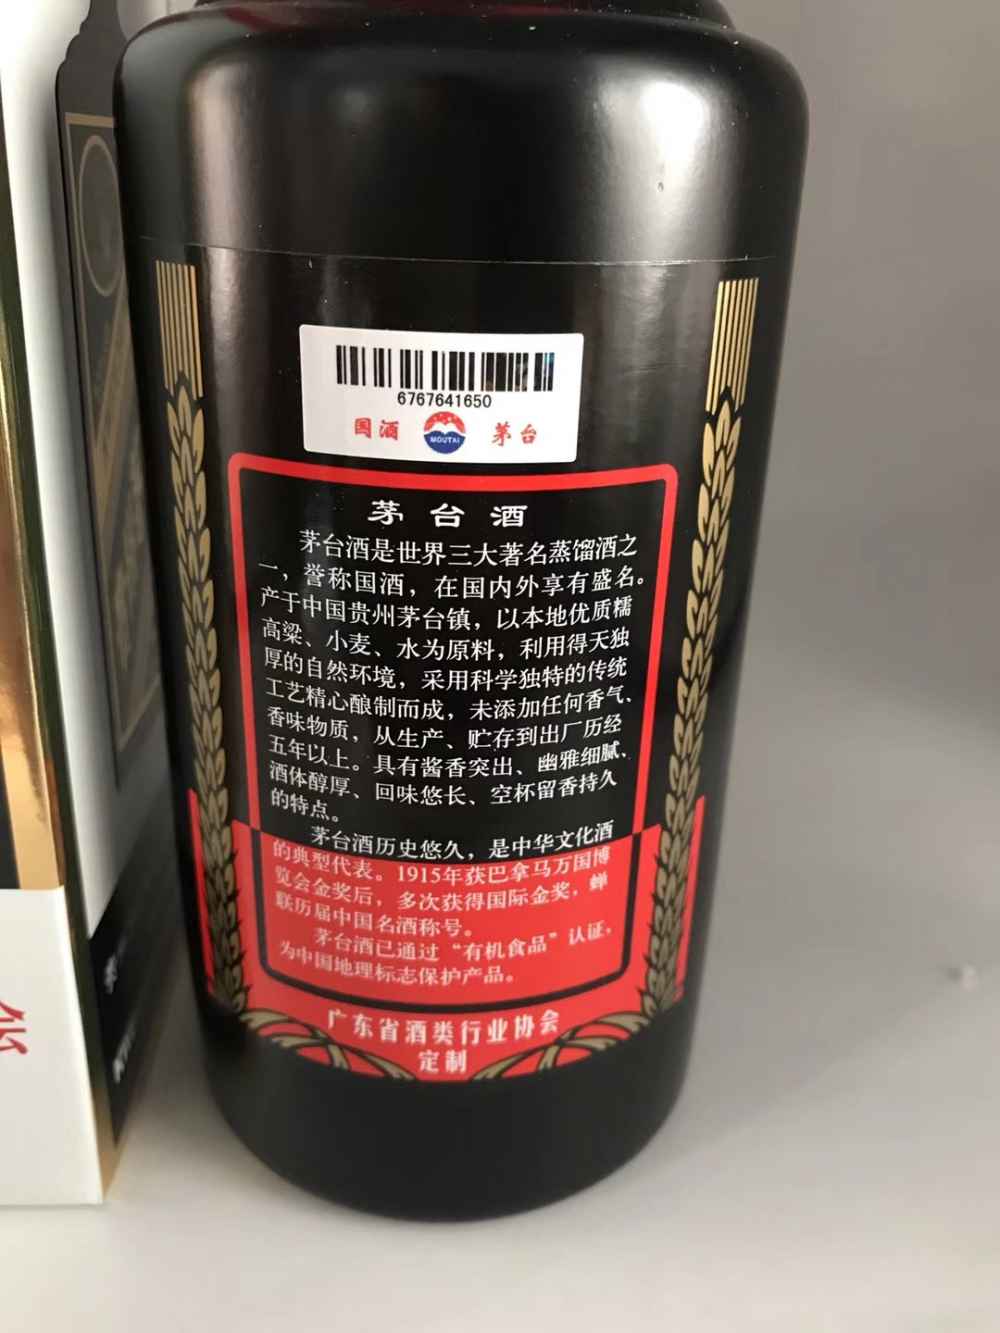 6767641650
国酒
MOUTAI
茅台
茅台酒
茅台酒是世界三大著名蒸馏酒之
一，誉称国酒，在国内外享有盛名。
产于中国贵州茅台镇，以本地优质糯
高粱、小麦、水为原料，利用得天独
厚的自然环境，采用科学独特的传统
工艺精心酿制而成，未添加任何香气、
香味物质，从生产、贮存到出厂历经
五年以上。具有酱香突出、幽雅细腻、
酒体醇厚、回味悠长、空杯留香持久
的特点。
茅台酒历史悠久，是中华文化酒
的典型代表。1915年获巴拿马万国博
览会金奖后，多次获得国际金奖，蝉
联历届中国名酒称号。
茅台酒已通过“有机食品”认证，
为中国地理标志保护产品。
广东省酒类行业协会
定制